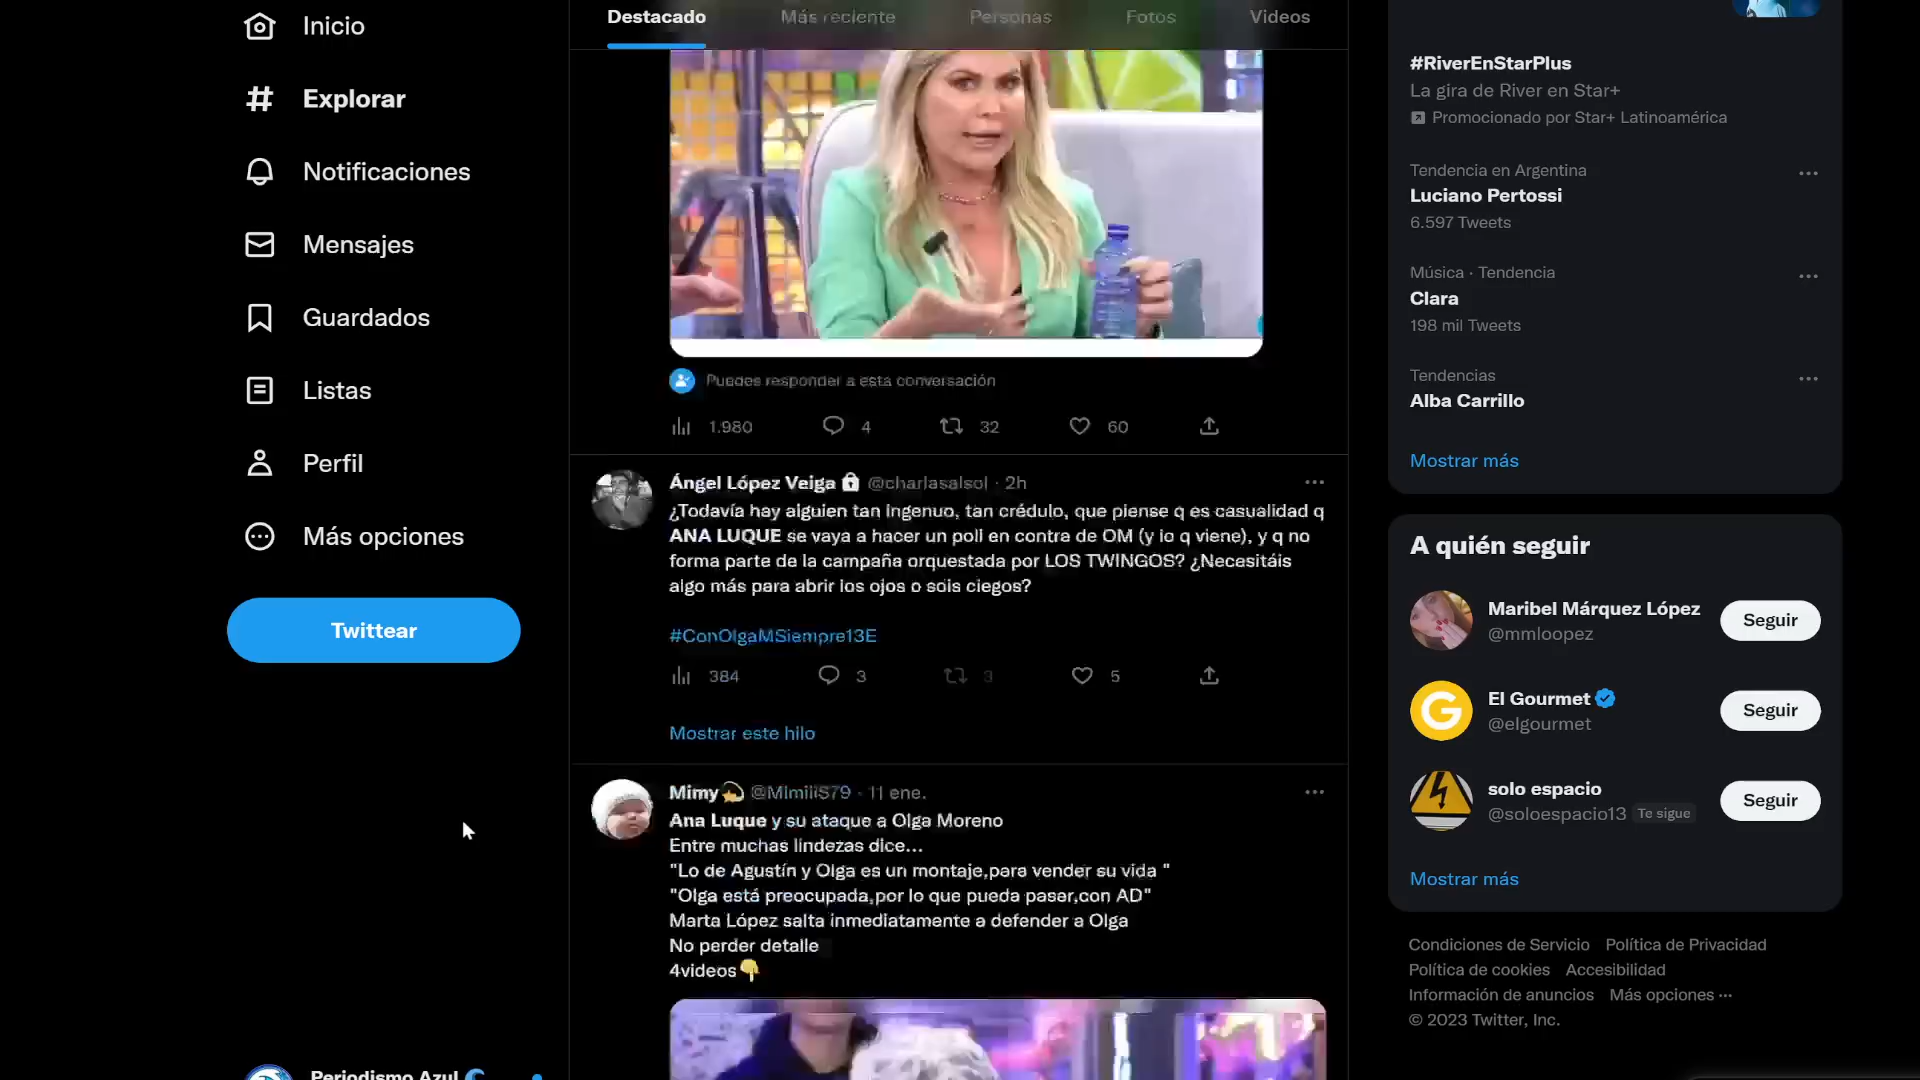 Inicio
Explorar
Notificaciones
Mensajes
Guardados
Listas
Perfil
Más opciones
Twittear
Periodismo Azul
Destacado
Más reciente
Personas
Fotos
Videos
Puedes responder a esta conversación
1.980
4
32
60
Ángel López Veiga @charlasalsol · 2h
¿Todavía hay alguien tan ingenuo, tan crédulo, que piense q es casualidad q
ANA LUQUE se vaya a hacer un poli en contra de OM (y lo q viene), y q no
forma parte de la campaña orquestada por LOS TWINGOS? ¿Necesitáis
algo más para abrir los ojos o sois ciegos?
#ConOlgaMSiempre13E
384
3
3
5
Mostrar este hilo
Mimy @MimiliS79 · 11 ene.
Ana Luque y su ataque a Olga Moreno
Entre muchas lindezas dice...
"Lo de Agustín y Olga es un montaje,para vender su vida "
"Olga está preocupada,por lo que pueda pasar,con AD"
Marta López salta inmediatamente a defender a Olga
No perder detalle
4videos
#RiverEnStarPlus
La gira de River en Star+
Promocionado por Star+ Latinoamérica
Tendencia en Argentina
Luciano Pertossi
6.597 Tweets
Música · Tendencia
Clara
198 mil Tweets
Tendencias
Alba Carrillo
Mostrar más
A quién seguir
Maribel Márquez López
@mmloopez
Seguir
El Gourmet
@elgourmet
Seguir
solo espacio
@soloespacio13 Te sigue
Seguir
Mostrar más
Condiciones de Servicio Política de Privacidad
Política de cookies Accesibilidad
Información de anuncios Más opciones ···
© 2023 Twitter, Inc.